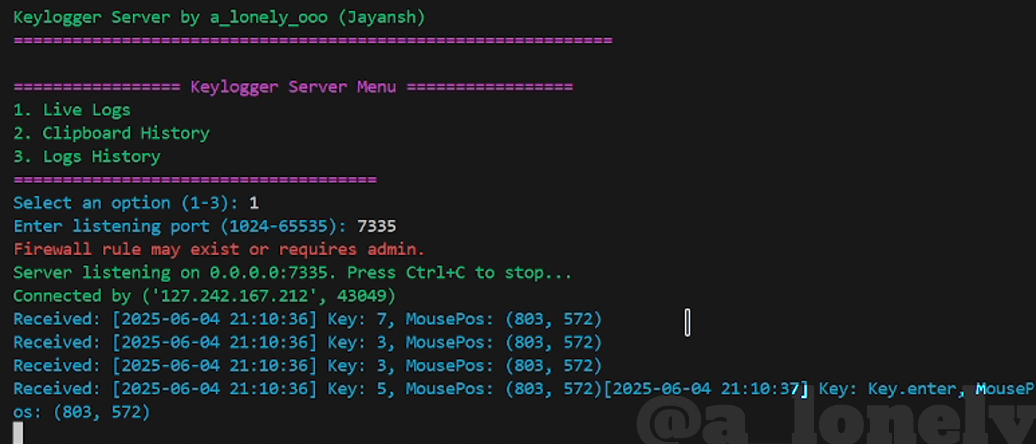 Keylogger Server by a_lonely_ooo (Jayansh)
=============================================================
================= Keylogger Server Menu =================
1. Live Logs
2. Clipboard History
3. Logs History
=====================================
Select an option (1-3): 1
Enter listening port (1024-65535): 7335
Firewall rule may exist or requires admin.
Server listening on 0.0.0.0:7335. Press Ctrl+C to stop...
Connected by ('127.242.167.212', 43049)
Received: [2025-06-04 21:10:36] Key: 7, MousePos: (803, 572)
Received: [2025-06-04 21:10:36] Key: 3, MousePos: (803, 572)
Received: [2025-06-04 21:10:36] Key: 3, MousePos: (803, 572)
Received: [2025-06-04 21:10:36] Key: 5, MousePos: (803, 572)[2025-06-04 21:10:37] Key: Key.enter, MouseP
os: (803, 572)
@a_lonely